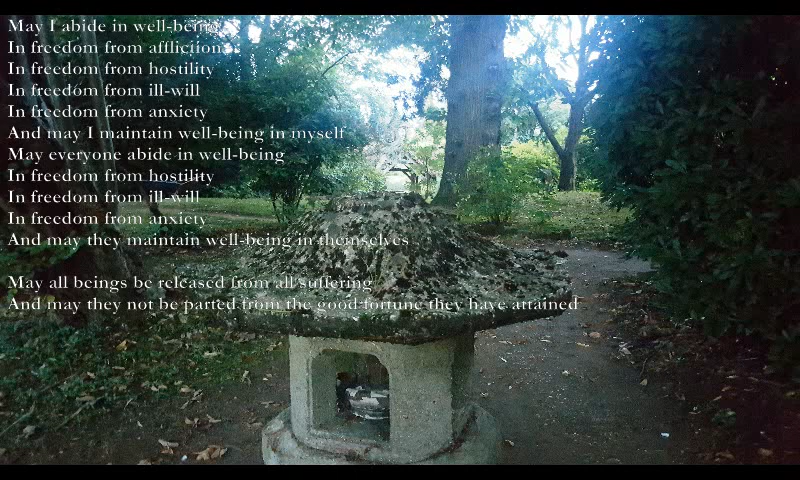 May I abide in well-being
In freedom from affliction
In freedom from hostility
In freedom from ill-will
In freedom from anxiety
And may I maintain well-being in myself
May everyone abide in well-being
In freedom from hostility
In freedom from ill-will
In freedom from anxiety
And may they maintain well-being in themselves
May all beings be released from all suffering
And may they not be parted from the good fortune they have attained